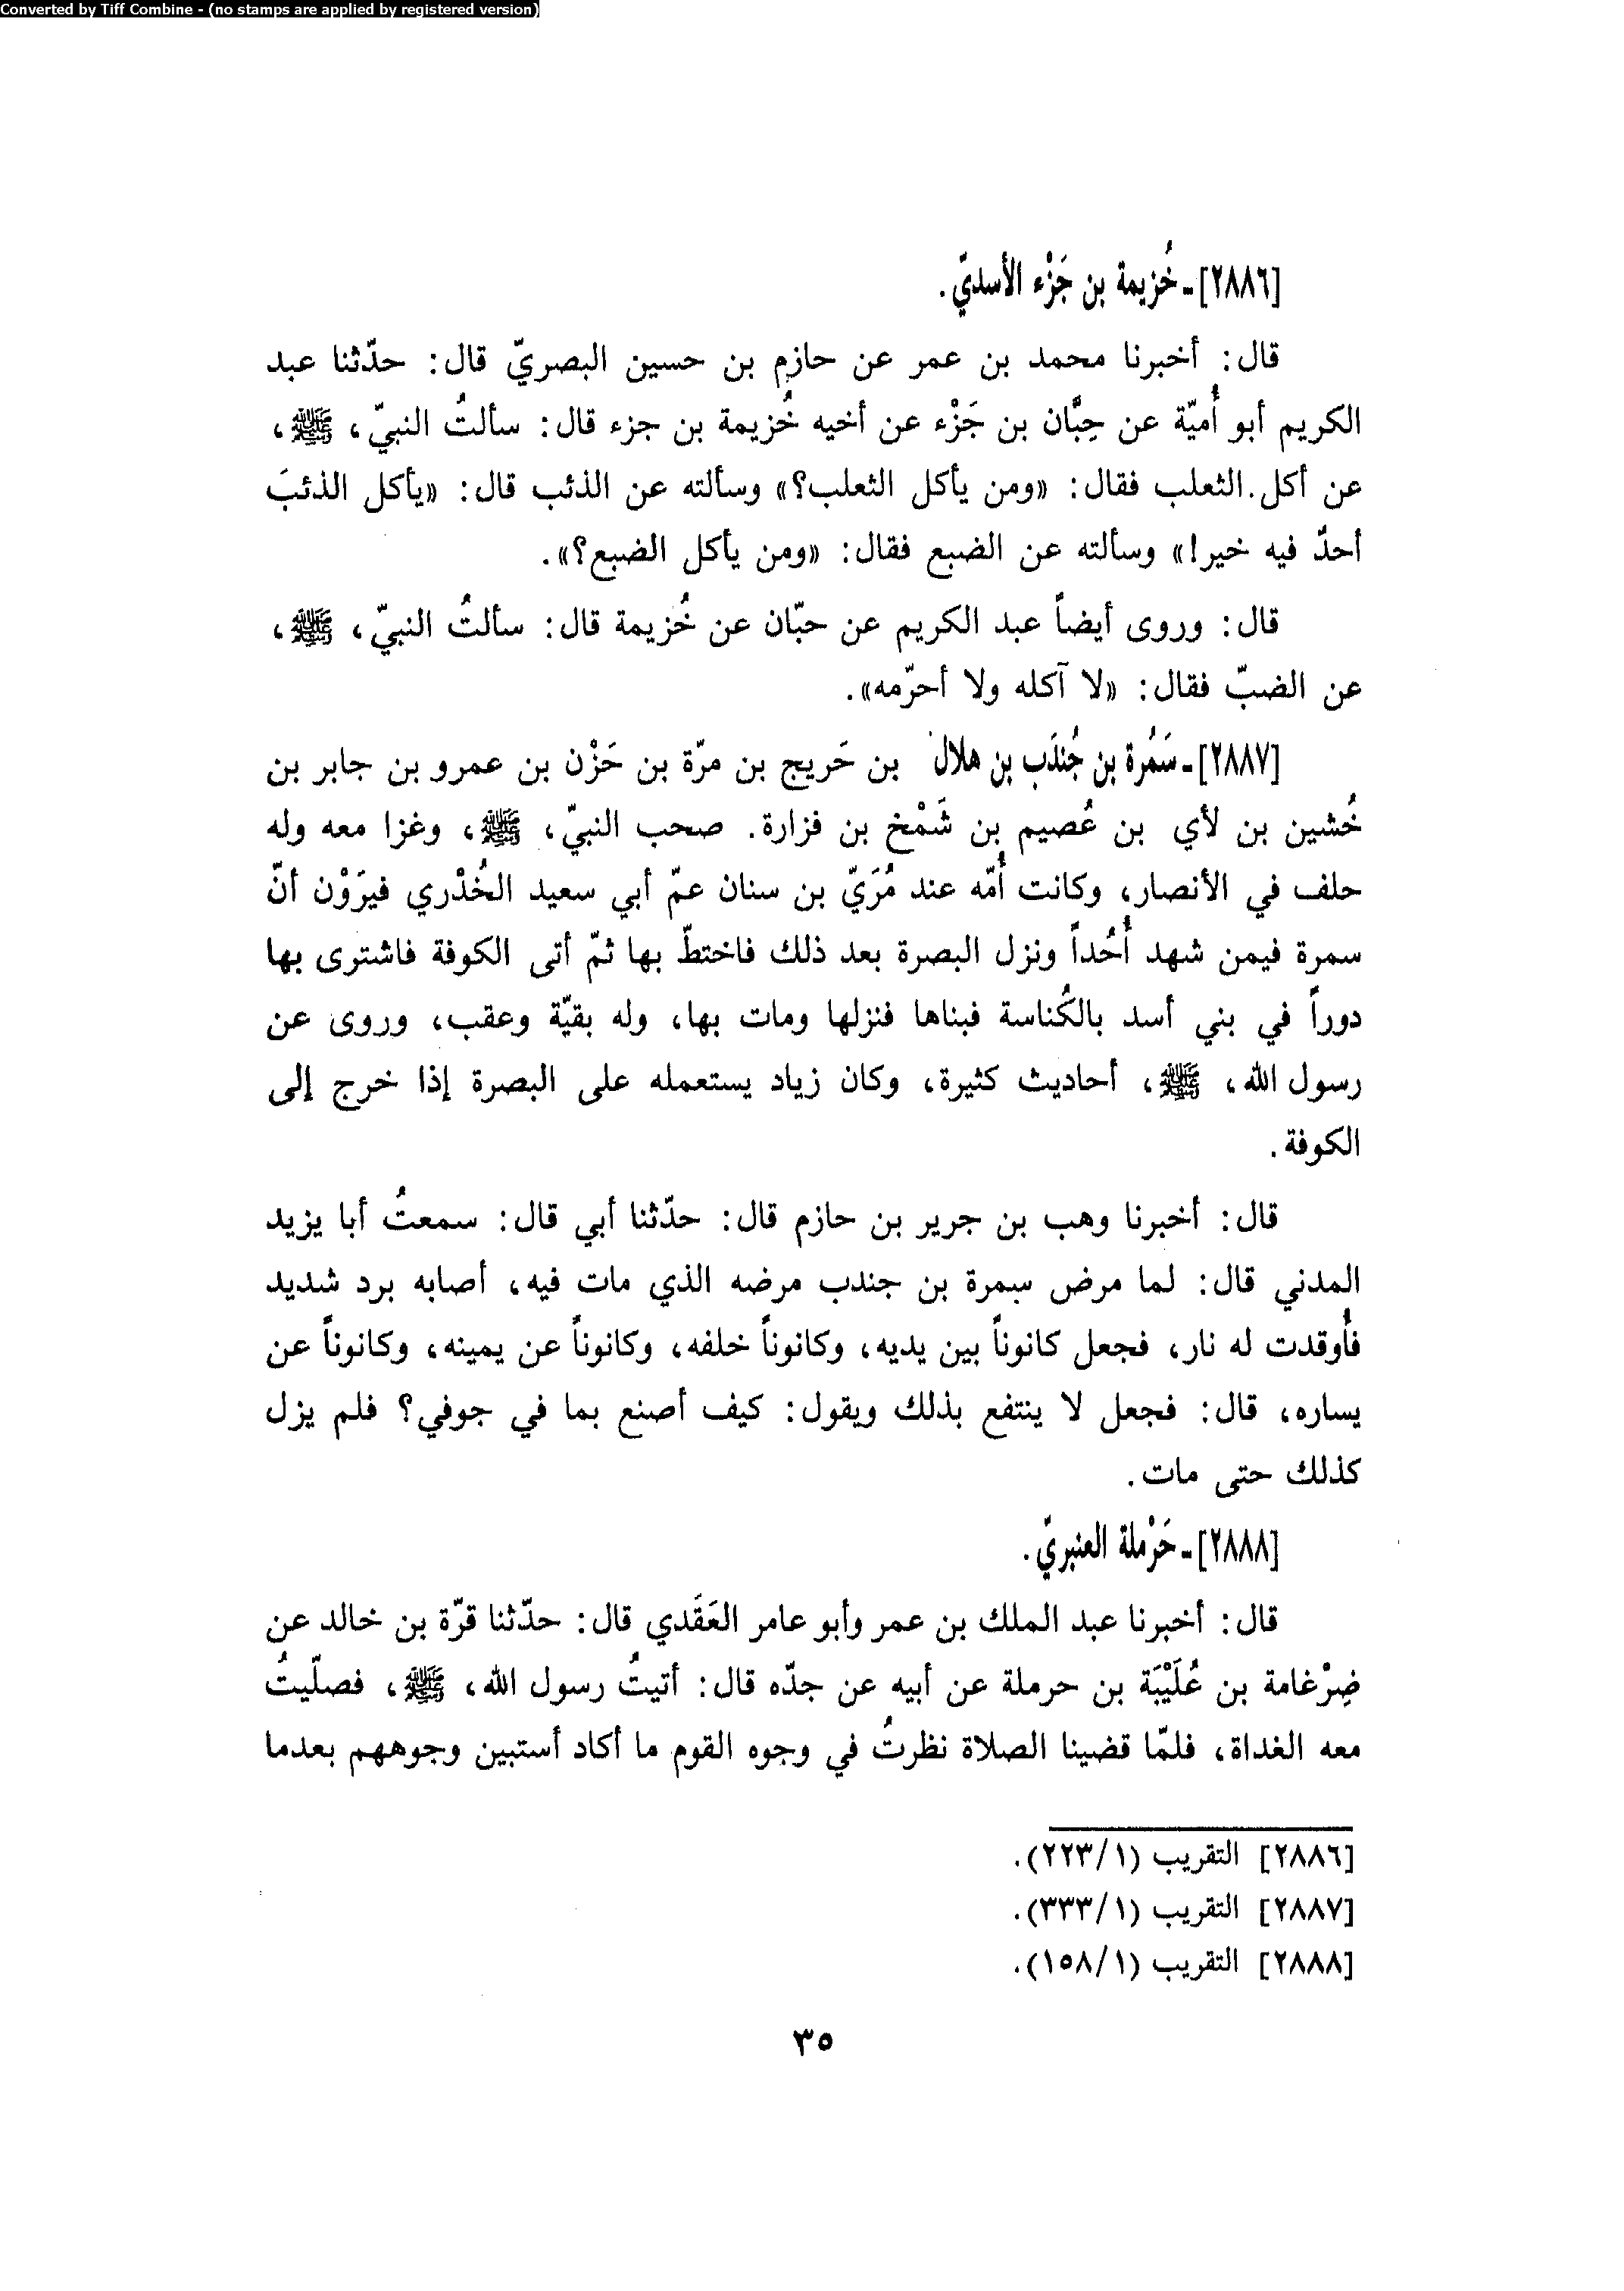 Converted by Tiff Combine - (no stamps are applied by registered version)
[٢٨٨٦]- خُزيمة بن جَزْء الأسديّ.
قال: أخبرنا محمد بن عمر عن حازم بن حسين البصريّ قال: حدّثنا عبد
الكريم أبو أُميّة عن حِبَّان بن جَزْء عن أخيه خُزيمة بن جزء قال: سألتُ النبيّ، ﷺ،
عن أكل.الثعلب فقال: «ومن يأكل الثعلب؟» وسألته عن الذئب قال: «يأكل الذئبَ
أحدٌ فيه خير!» وسألته عن الضبع فقال: «ومن يأكل الضبع؟».
قال: وروى أيضاً عبد الكريم عن حبّان عن خُزيمة قال: سألتُ النبيّ، ﷺ،
عن الضبّ فقال: «لا آكله ولا أحرّمه».
[٢٨٨٧]- سَمُرة بن جُندَب بن هلال بن حَريج بن مرّة بن حَزْن بن عمرو بن جابر بن
خُشين بن لأي بن عُصيم بن شَمْخ بن فزارة. صحب النبيّ، ﷺ، وغزا معه وله
حلف في الأنصار، وكانت أُمّه عند مُرَيّ بن سنان عمّ أبي سعيد الخُدْري فيرَوْن أنّ
سمرة فيمن شهد أُحُداً ونزل البصرة بعد ذلك فاختطّ بها ثمّ أتى الكوفة فاشترى بها
دوراً في بني أسد بالكُناسة فبناها فنزلها ومات بها، وله بقيّة وعقب، وروى عن
رسول الله، ﷺ، أحاديث كثيرة، وكان زياد يستعمله على البصرة إذا خرج إلى
الكوفة.
قال: أخبرنا وهب بن جرير بن حازم قال: حدّثنا أبي قال: سمعتُ أبا يزيد
المدني قال: لما مرض سمرة بن جندب مرضه الذي مات فيه، أصابه برد شديد
فأُوقدت له نار، فجعل كانوناً بين يديه، وكانوناً خلفه، وكانوناً عن يمينه، وكانوناً عن
يساره، قال: فجعل لا ينتفع بذلك ويقول: كيف أصنع بما في جوفي؟ فلم يزل
كذلك حتى مات.
[٢٨٨٨]- حَرْملة العنبريّ.
قال: أخبرنا عبد الملك بن عمر وأبو عامر العَقَدي قال: حدّثنا قرّة بن خالد عن
ضِرْغامة بن عُلَيْبَة بن حرملة عن أبيه عن جدّه قال: أتيتُ رسول الله، ﷺ، فصلّيتُ
معه الغداة، فلمّا قضينا الصلاة نظرتُ في وجوه القوم ما أكاد أستبين وجوههم بعدما
[٢٨٨٦] التقريب (١/ ٢٢٣).
[٢٨٨٧] التقريب (١/ ٣٣٣).
[٢٨٨٨] التقريب (١/ ١٥٨).
٣٥